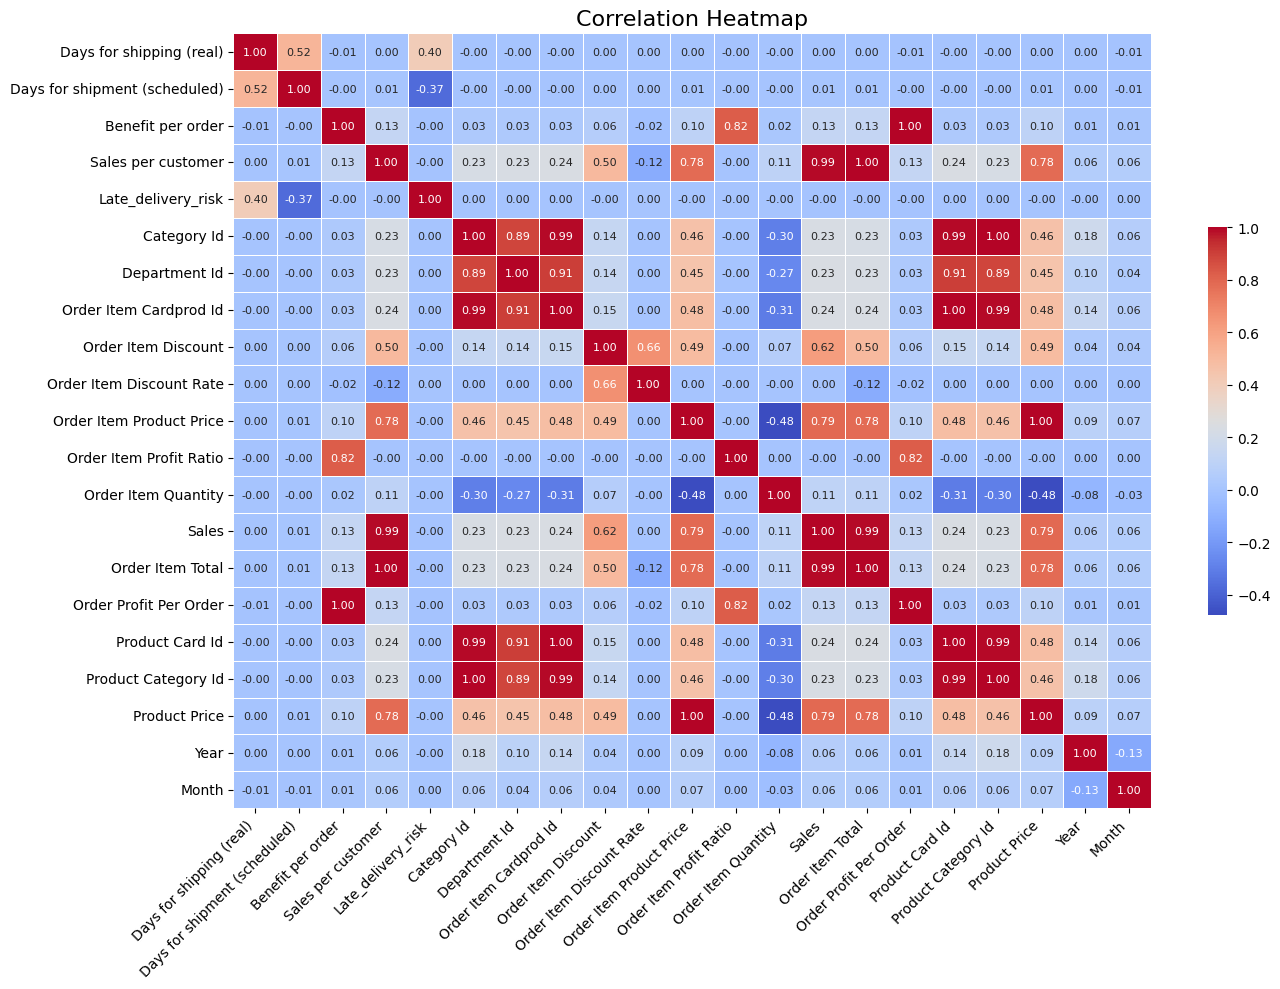 Correlation Heatmap
Days for shipping (real) 1.00 0.52 -0.01 0.00 0.40 -0.00 -0.00 -0.00 0.00 0.00 0.00 -0.00 -0.00 0.00 0.00 -0.01 -0.00 -0.00 0.00 0.00 -0.01
Days for shipment (scheduled) 0.52 1.00 -0.00 0.01 -0.37 -0.00 -0.00 -0.00 0.00 0.00 0.01 -0.00 -0.00 0.01 0.01 -0.00 -0.00 -0.00 0.01 0.00 -0.01
Benefit per order -0.01 -0.00 1.00 0.13 -0.00 0.03 0.03 0.03 0.06 -0.02 0.10 0.82 0.02 0.13 0.13 1.00 0.03 0.03 0.10 0.01 0.01
Sales per customer 0.00 0.01 0.13 1.00 -0.00 0.23 0.23 0.24 0.50 -0.12 0.78 -0.00 0.11 0.99 1.00 0.13 0.24 0.23 0.78 0.06 0.06
Late_delivery_risk 0.40 -0.37 -0.00 -0.00 1.00 0.00 0.00 0.00 -0.00 0.00 -0.00 -0.00 -0.00 -0.00 -0.00 -0.00 0.00 0.00 -0.00 -0.00 0.00
Category Id -0.00 -0.00 0.03 0.23 0.00 1.00 0.89 0.99 0.14 0.00 0.46 -0.00 -0.30 0.23 0.23 0.03 0.99 1.00 0.46 0.18 0.06
Department Id -0.00 -0.00 0.03 0.23 0.00 0.89 1.00 0.91 0.14 0.00 0.45 -0.00 -0.27 0.23 0.23 0.03 0.91 0.89 0.45 0.10 0.04
Order Item Cardprod Id -0.00 -0.00 0.03 0.24 0.00 0.99 0.91 1.00 0.15 0.00 0.48 -0.00 -0.31 0.24 0.24 0.03 1.00 0.99 0.48 0.14 0.06
Order Item Discount 0.00 0.00 0.06 0.50 -0.00 0.14 0.14 0.15 1.00 0.66 0.49 -0.00 0.07 0.62 0.50 0.06 0.15 0.14 0.49 0.04 0.04
Order Item Discount Rate 0.00 0.00 -0.02 -0.12 0.00 0.00 0.00 0.00 0.66 1.00 0.00 -0.00 -0.00 0.00 -0.12 -0.02 0.00 0.00 0.00 0.00 0.00
Order Item Product Price 0.00 0.01 0.10 0.78 -0.00 0.46 0.45 0.48 0.49 0.00 1.00 -0.00 -0.48 0.79 0.78 0.10 0.48 0.46 1.00 0.09 0.07
Order Item Profit Ratio -0.00 -0.00 0.82 -0.00 -0.00 -0.00 -0.00 -0.00 -0.00 -0.00 -0.00 1.00 0.00 -0.00 -0.00 0.82 -0.00 -0.00 -0.00 0.00 0.00
Order Item Quantity -0.00 -0.00 0.02 0.11 -0.00 -0.30 -0.27 -0.31 0.07 -0.00 -0.48 0.00 1.00 0.11 0.11 0.02 -0.31 -0.30 -0.48 -0.08 -0.03
Sales 0.00 0.01 0.13 0.99 -0.00 0.23 0.23 0.24 0.62 0.00 0.79 -0.00 0.11 1.00 0.99 0.13 0.24 0.23 0.79 0.06 0.06
Order Item Total 0.00 0.01 0.13 1.00 -0.00 0.23 0.23 0.24 0.50 -0.12 0.78 -0.00 0.11 0.99 1.00 0.13 0.24 0.23 0.78 0.06 0.06
Order Profit Per Order -0.01 -0.00 1.00 0.13 -0.00 0.03 0.03 0.03 0.06 -0.02 0.10 0.82 0.02 0.13 0.13 1.00 0.03 0.03 0.10 0.01 0.01
Product Card Id -0.00 -0.00 0.03 0.24 0.00 0.99 0.91 1.00 0.15 0.00 0.48 -0.00 -0.31 0.24 0.24 0.03 1.00 0.99 0.48 0.14 0.06
Product Category Id -0.00 -0.00 0.03 0.23 0.00 1.00 0.89 0.99 0.14 0.00 0.46 -0.00 -0.30 0.23 0.23 0.03 0.99 1.00 0.46 0.18 0.06
Product Price 0.00 0.01 0.10 0.78 -0.00 0.46 0.45 0.48 0.49 0.00 1.00 -0.00 -0.48 0.79 0.78 0.10 0.48 0.46 1.00 0.09 0.07
Year 0.00 0.00 0.01 0.06 -0.00 0.18 0.10 0.14 0.04 0.00 0.09 0.00 -0.08 0.06 0.06 0.01 0.14 0.18 0.09 1.00 -0.13
Month -0.01 -0.01 0.01 0.06 0.00 0.06 0.04 0.06 0.04 0.00 0.07 0.00 -0.03 0.06 0.06 0.01 0.06 0.06 0.07 -0.13 1.00
Days for shipping (real)
Days for shipment (scheduled)
Benefit per order
Sales per customer
Late_delivery_risk
Category Id
Department Id
Order Item Cardprod Id
Order Item Discount
Order Item Discount Rate
Order Item Product Price
Order Item Profit Ratio
Order Item Quantity
Sales
Order Item Total
Order Profit Per Order
Product Card Id
Product Category Id
Product Price
Year
Month
1.0
0.8
0.6
0.4
0.2
0.0
−0.2
−0.4